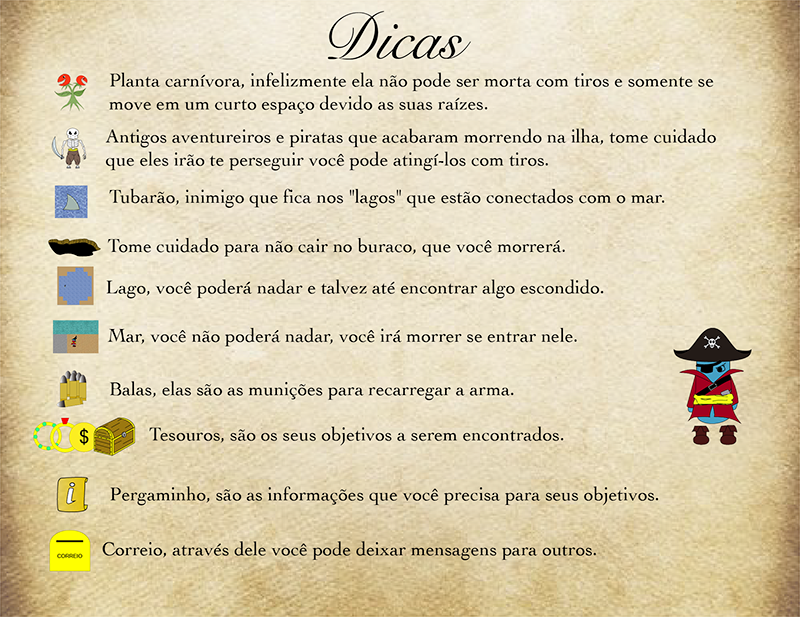 Dicas
Planta carnívora, infelizmente ela não pode ser morta com tiros e somente se
move em um curto espaço devido as suas raízes.
Antigos aventureiros e piratas que acabaram morrendo na ilha, tome cuidado
que eles irão te perseguir você pode atingí-los com tiros.
Tubarão, inimigo que fica nos "lagos" que estão conectados com o mar.
Tome cuidado para não cair no buraco, que você morrerá.
Lago, você poderá nadar e talvez até encontrar algo escondido.
Mar, você não poderá nadar, você irá morrer se entrar nele.
Balas, elas são as munições para recarregar a arma.
$
Tesouros, são os seus objetivos a serem encontrados.
i
Pergaminho, são as informações que você precisa para seus objetivos.
CORREIO
Correio, através dele você pode deixar mensagens para outros.